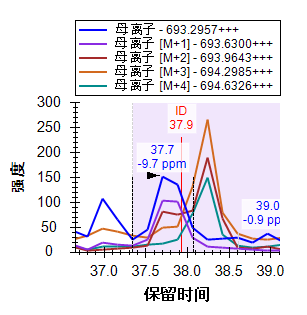 母离子 - 693.2957+++
母离子 [M+1] - 693.6300+++
母离子 [M+2] - 693.9643+++
母离子 [M+3] - 694.2985+++
母离子 [M+4] - 694.6326+++
300
250
200
150
100
50
0
强度
ID
37.9
37.7
-9.7 ppm
39.0
-0.9 pp
37.0
37.5
38.0
38.5
39.0
保留时间